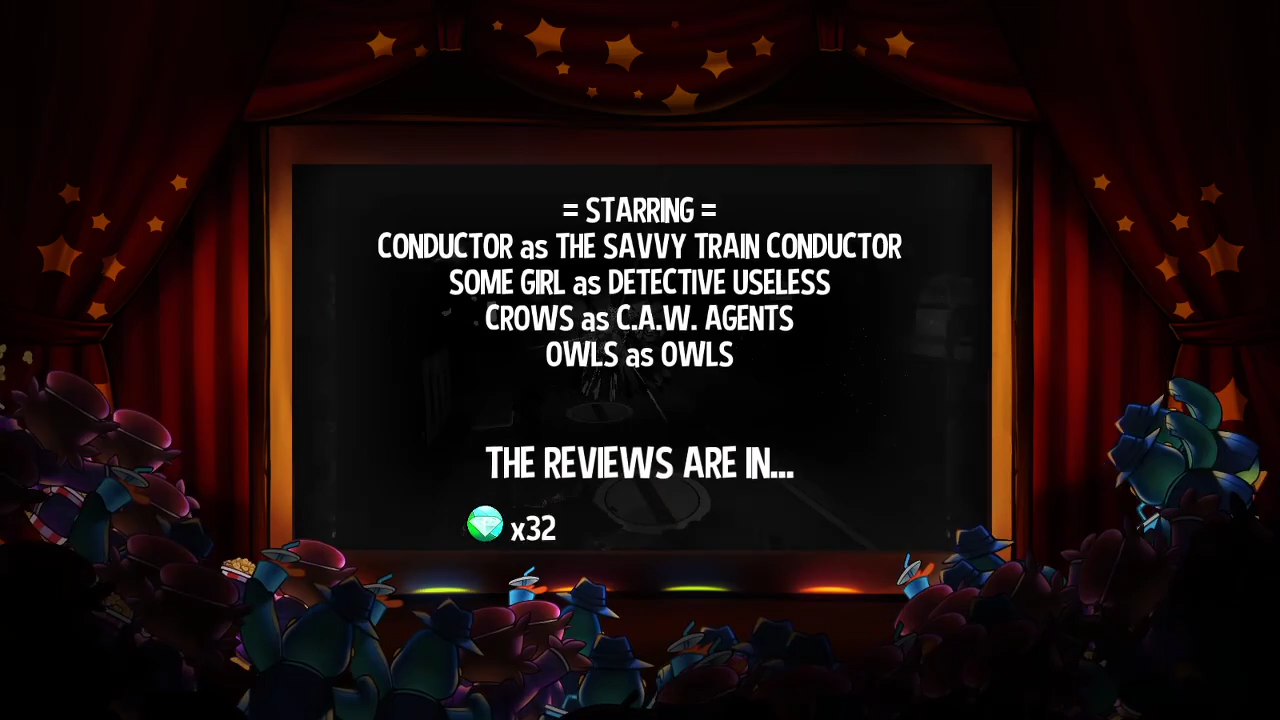 = STARRING =
CONDUCTOR as THE SAVVY TRAIN CONDUCTOR
SOME GIRL as DETECTIVE USELESS
CROWS as C.A.W. AGENTS
OWLS as OWLS
THE REVIEWS ARE IN...
x32